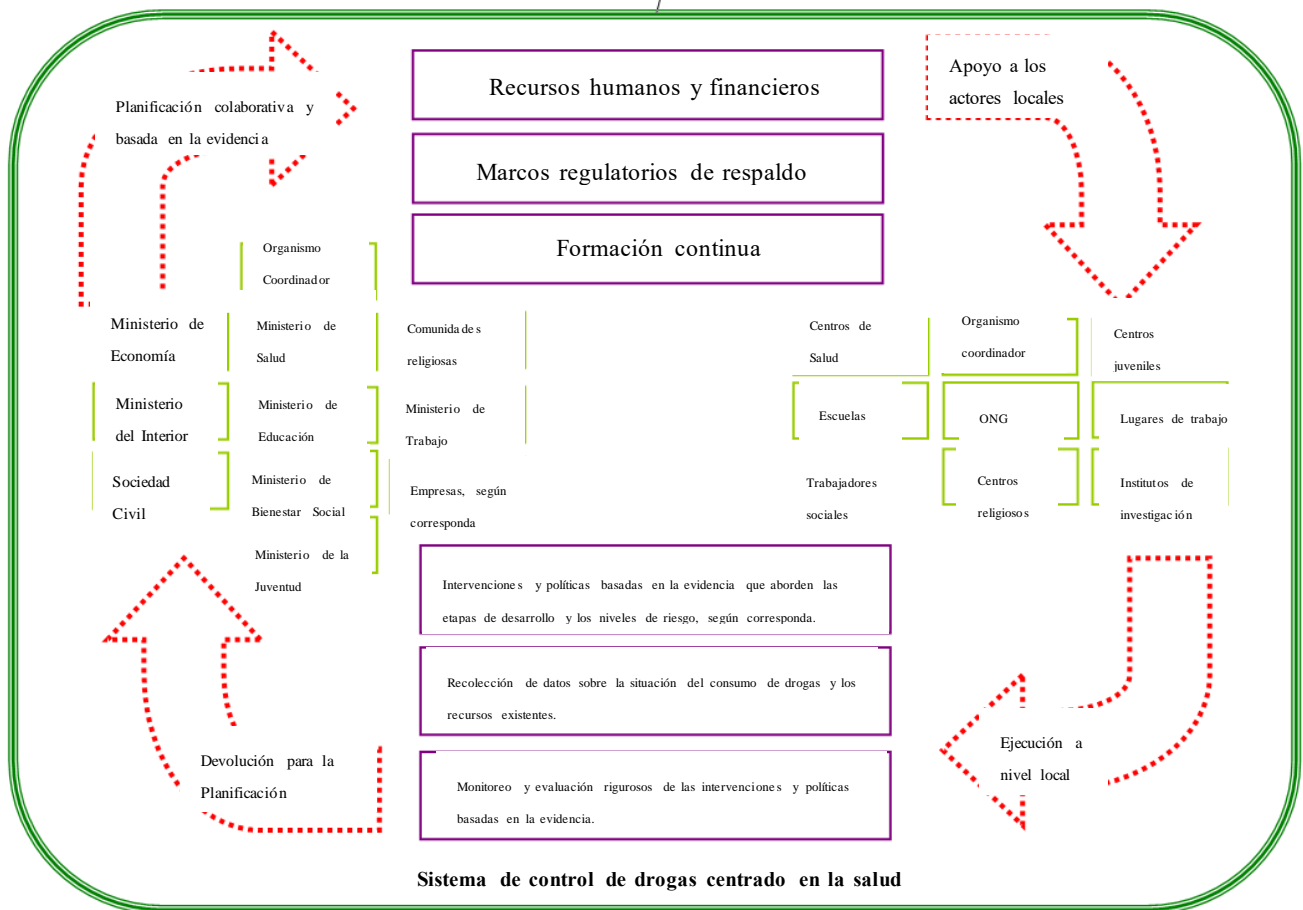 Planificación colaborativa y
basada en la evidencia
Recursos humanos y financieros
Marcos regulatorios de respaldo
Formación continua
Apoyo a los
actores locales
Organismo
Coordinador
Ministerio de
Economía
Ministerio de
Salud
Comunidades
religiosas
Ministerio
del Interior
Ministerio de
Educación
Ministerio de
Trabajo
Sociedad
Civil
Ministerio de
Bienestar Social
Empresas, según
corresponda
Ministerio de la
Juventud
Centros de
Salud
Organismo
coordinador
Centros
juveniles
Escuelas
ONG
Lugares de trabajo
Trabajadores
sociales
Centros
religiosos
Institutos de
investigación
Intervenciones y políticas basadas en la evidencia que aborden las
etapas de desarrollo y los niveles de riesgo, según corresponda.
Recolección de datos sobre la situación del consumo de drogas y los
recursos existentes.
Monitoreo y evaluación rigurosos de las intervenciones y políticas
basadas en la evidencia.
Ejecución a
nivel local
Devolución para la
Planificación
Sistema de control de drogas centrado en la salud